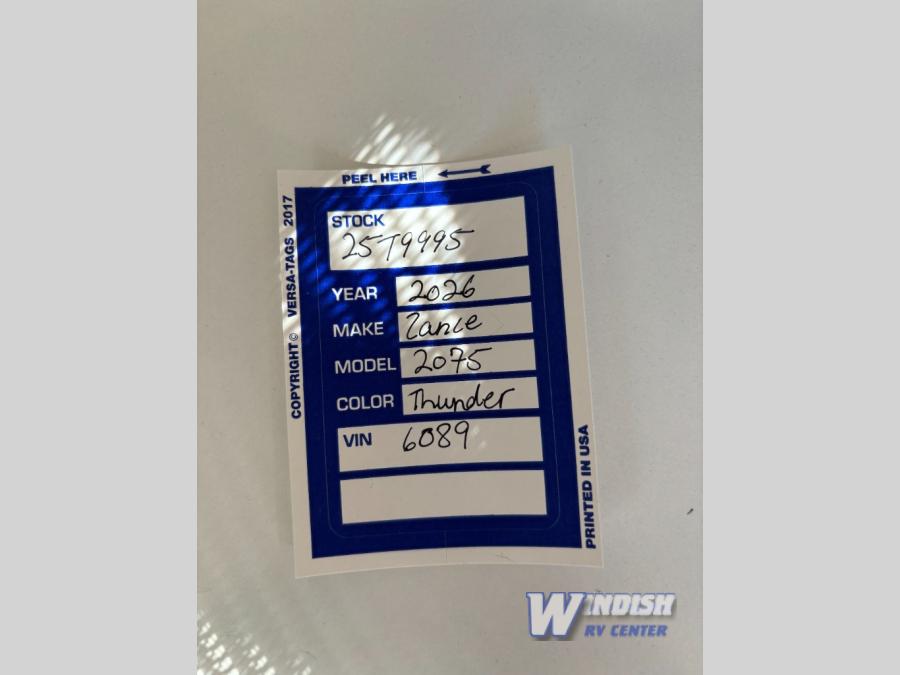 PEEL HERE
COPYRIGHT© VERSA-TAGS 2017
STOCK
25T9995
YEAR 2026
MAKE Lance
MODEL 2075
COLOR Thunder
VIN 6089
PRINTED IN USA
WINDISH
RV CENTER